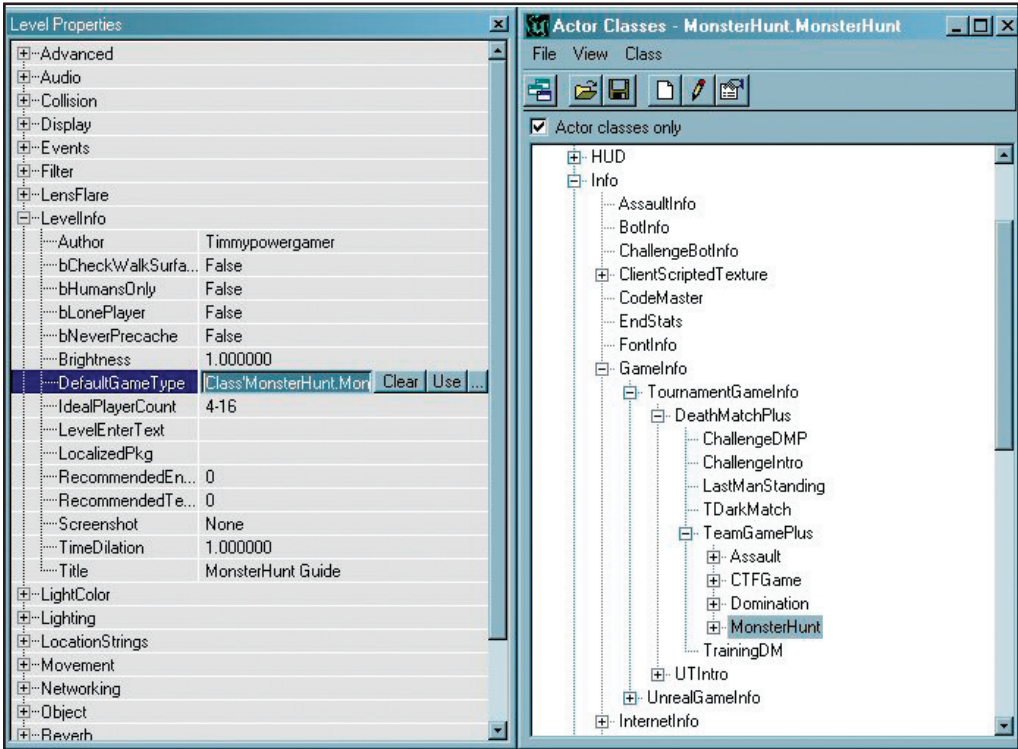 Level Properties
Advanced
Audio
Collision
Display
Events
Filter
LensFlare
LevelInfo
Author Timmypowergamer
bCheckWalkSurfa... False
bHumansOnly False
bLonePlayer False
bNeverPrecache False
Brightness 1.000000
DefaultGameType Class'MonsterHunt.Mon Clear Use ...
IdealPlayerCount 4-16
LevelEnterText
LocalizedPkg
RecommendedEn... 0
RecommendedTe... 0
Screenshot None
TimeDilation 1.000000
Title MonsterHunt Guide
LightColor
Lighting
LocationStrings
Movement
Networking
Object
Reverb
Actor Classes - MonsterHunt.MonsterHunt
File View Class
Actor classes only
HUD
Info
AssaultInfo
BotInfo
ChallengeBotInfo
ClientScriptedTexture
CodeMaster
EndStats
FontInfo
GameInfo
TournamentGameInfo
DeathMatchPlus
ChallengeDMP
ChallengeIntro
LastManStanding
TDarkMatch
TeamGamePlus
Assault
CTFGame
Domination
MonsterHunt
TrainingDM
UTIntro
UnrealGameInfo
InternetInfo